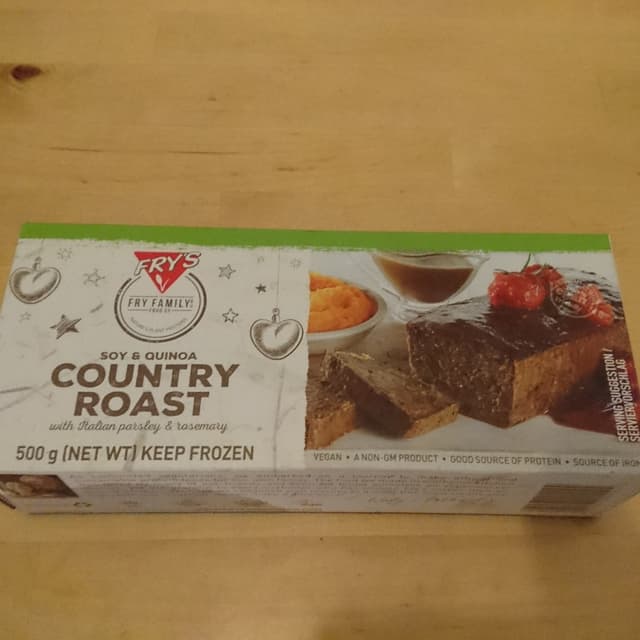 FRY'S
FRY FAMILY
FOOD CO
SOY & QUINOA
COUNTRY
ROAST
with Italian parsley & rosemary
500 g (NET WT) KEEP FROZEN
VEGAN • A NON-GM PRODUCT • GOOD SOURCE OF PROTEIN • SOURCE OF IRON
SERVING SUGGESTION /
SERVIERVORSCHLAG